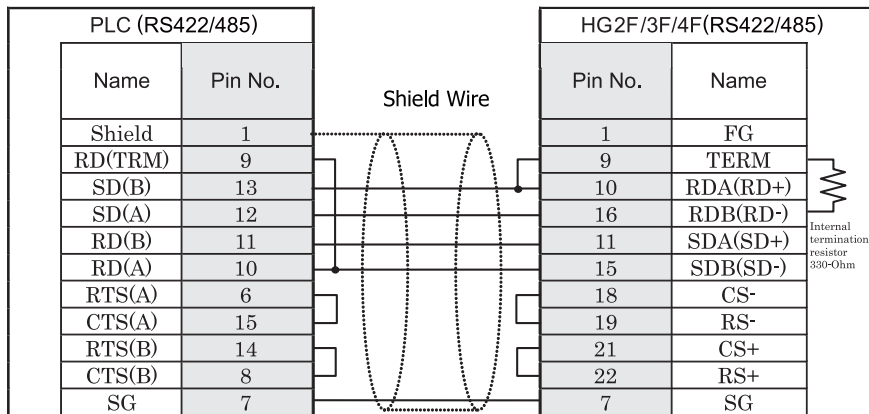 PLC (RS422/485) HG2F/3F/4F(RS422/485)
Name Pin No. Shield Wire Pin No. Name
Shield 1 1 FG
RD(TRM) 9 9 TERM
SD(B) 13 10 RDA(RD+)
SD(A) 12 16 RDB(RD-)
RD(B) 11 11 SDA(SD+)
RD(A) 10 15 SDB(SD-)
RTS(A) 6 18 CS-
CTS(A) 15 19 RS-
RTS(B) 14 21 CS+
CTS(B) 8 22 RS+
SG 7 7 SG
Internal
termination
resistor
330-Ohm